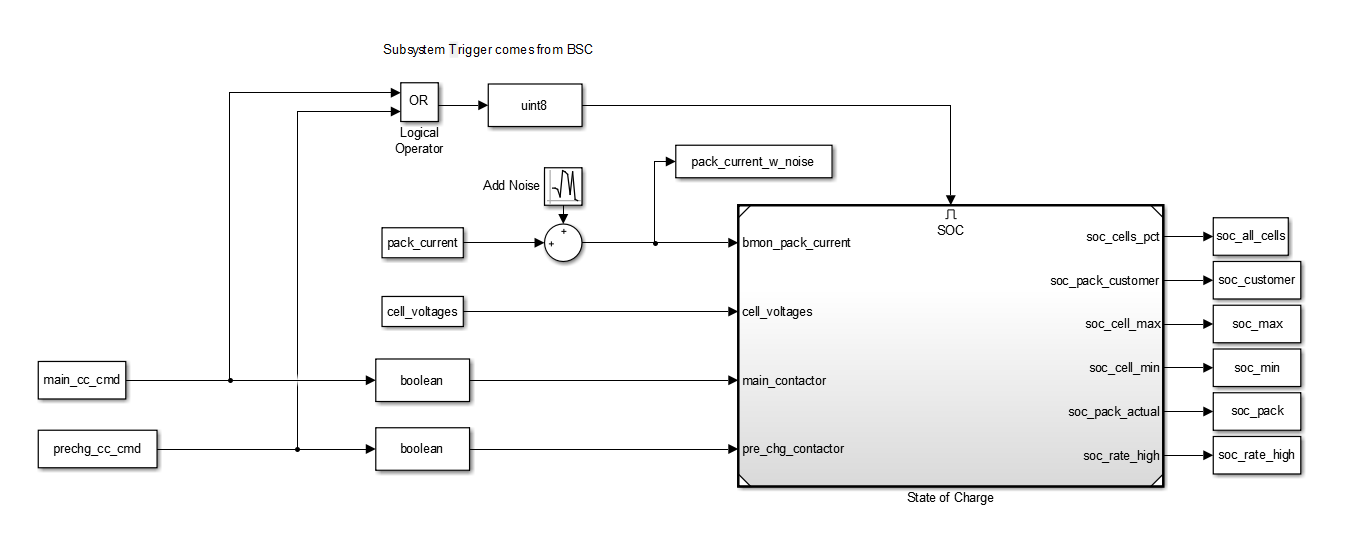 Subsystem Trigger comes from BSC
OR
Logical
Operator
uint8
pack_current_w_noise
Add Noise
SOC
pack_current
+
+
bmon_pack_current
soc_cells_pct
soc_all_cells
soc_pack_customer
soc_customer
cell_voltages
cell_voltages
soc_cell_max
soc_max
main_cc_cmd
boolean
main_contactor
soc_cell_min
soc_min
soc_pack_actual
soc_pack
prechg_cc_cmd
boolean
pre_chg_contactor
soc_rate_high
soc_rate_high
State of Charge